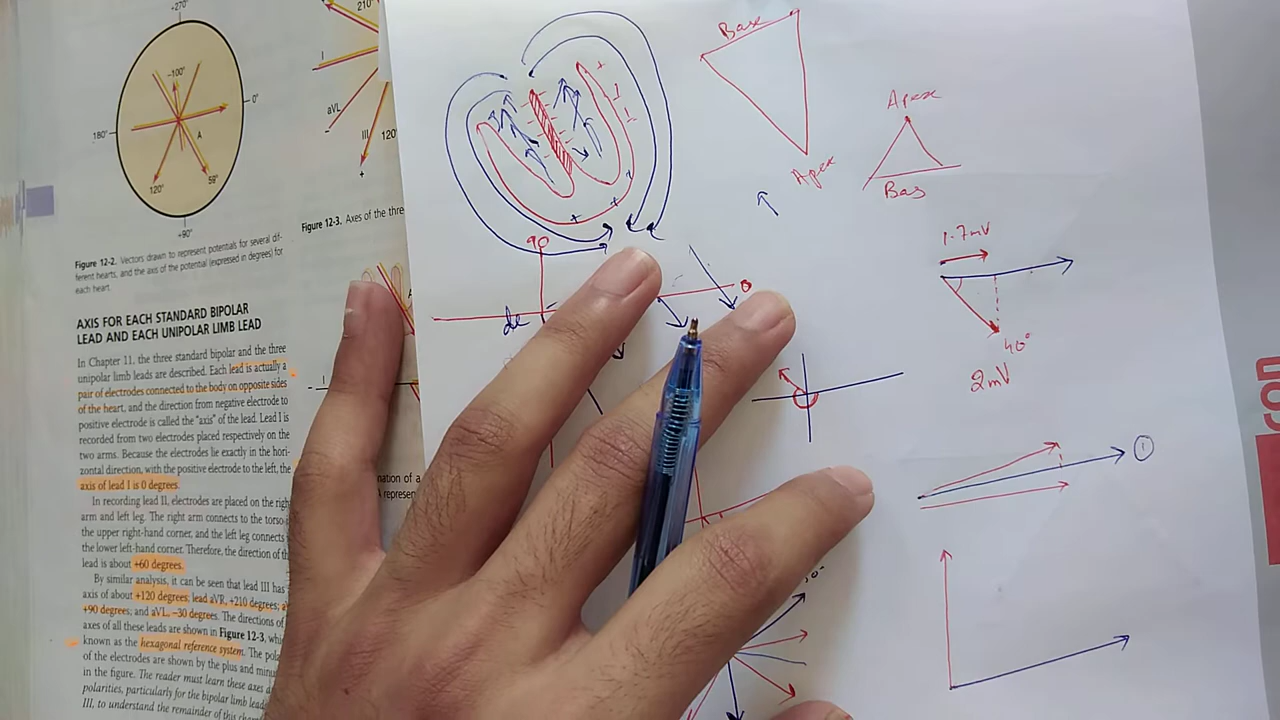 +270°
-100°
0°
180°
A
120°
59°
+90°
Figure 12-2. Vectors drawn to represent potentials for several dif-
ferent hearts, and the axis of the potential (expressed in degrees) for
each heart.
210°
I
aVL
III
120°
+
Figure 12-3. Axes of the three
AXIS FOR EACH STANDARD BIPOLAR
LEAD AND EACH UNIPOLAR LIMB LEAD
In Chapter 11, the three standard bipolar and the three
unipolar limb leads are described. Each lead is actually a
pair of electrodes connected to the body on opposite sides
of the heart, and the direction from negative electrode to
positive electrode is called the “axis” of the lead. Lead I is
recorded from two electrodes placed respectively on the
two arms. Because the electrodes lie exactly in the hori-
zontal direction, with the positive electrode to the left, the
axis of lead I is 0 degrees.
In recording lead II, electrodes are placed on the right
arm and left leg. The right arm connects to the torso
the upper right-hand corner, and the left leg connects
the lower left-hand corner. Therefore, the direction of
lead is about +60 degrees.
By similar analysis, it can be seen that lead III has
axis of about +120 degrees; lead aVR, +210 degrees;
+90 degrees; and aVL −30 degrees. The directions of
axes of all these leads are shown in Figure 12-3,
known as the hexagonal reference system. The
of the electrodes are shown by the plus and
in the figure. The reader must learn these axes
polarities, particularly for the bipolar limb
III, to understand the remainder of this
Base
Apex
Apex
Bas
90
0
de
1.7mV
40°
2mV
1